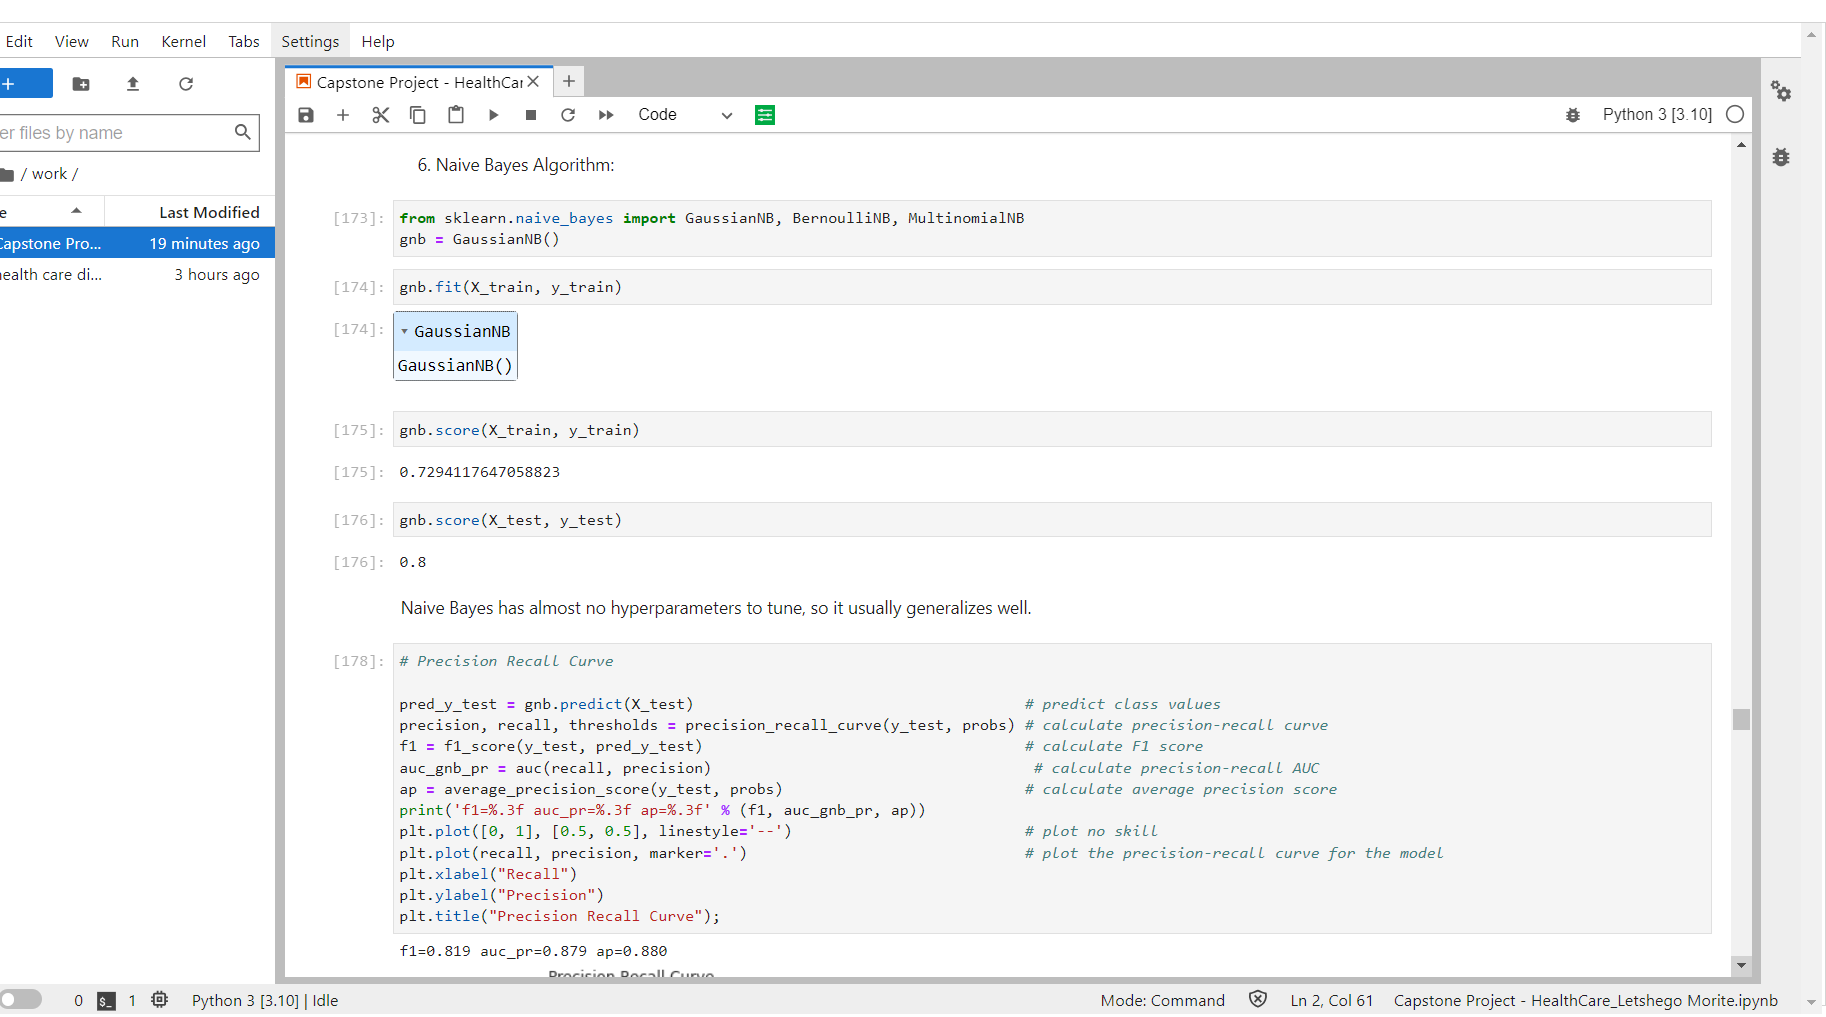 Edit View Run Kernel Tabs Settings Help
+
Capstone Project - HealthCar
+
Code
Python 3 [3.10]
er files by name
/ work /
e Last Modified
Capstone Pro... 19 minutes ago
health care di... 3 hours ago
6. Naive Bayes Algorithm:
[173]: from sklearn.naive_bayes import GaussianNB, BernoulliNB, MultinomialNB
gnb = GaussianNB()
[174]: gnb.fit(X_train, y_train)
[174]: GaussianNB
GaussianNB()
[175]: gnb.score(X_train, y_train)
[175]: 0.7294117647058823
[176]: gnb.score(X_test, y_test)
[176]: 0.8
Naive Bayes has almost no hyperparameters to tune, so it usually generalizes well.
[178]: # Precision Recall Curve
pred_y_test = gnb.predict(X_test) # predict class values
precision, recall, thresholds = precision_recall_curve(y_test, probs) # calculate precision-recall curve
f1 = f1_score(y_test, pred_y_test) # calculate F1 score
auc_gnb_pr = auc(recall, precision) # calculate precision-recall AUC
ap = average_precision_score(y_test, probs) # calculate average precision score
print('f1=%.3f auc_pr=%.3f ap=%.3f' % (f1, auc_gnb_pr, ap))
plt.plot([0, 1], [0.5, 0.5], linestyle='--') # plot no skill
plt.plot(recall, precision, marker='.') # plot the precision-recall curve for the model
plt.xlabel("Recall")
plt.ylabel("Precision")
plt.title("Precision Recall Curve");
f1=0.819 auc_pr=0.879 ap=0.880
Precision Recall Curve
0 $_ 1 Python 3 [3.10] | Idle Mode: Command Ln 2, Col 61 Capstone Project - HealthCare_Letshego Morite.ipynb